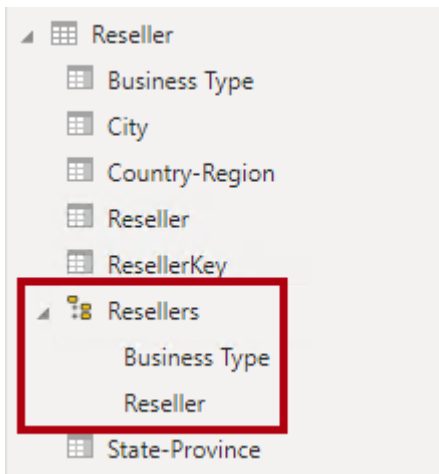 Reseller
Business Type
City
Country-Region
Reseller
ResellerKey
Resellers
Business Type
Reseller
State-Province